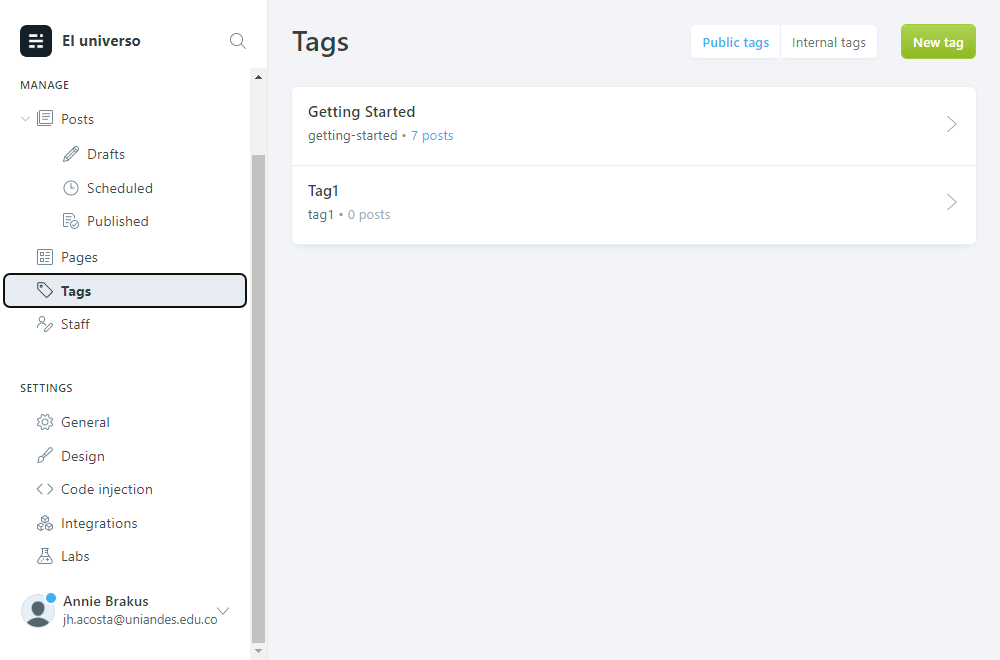 El universo
MANAGE
Posts
Drafts
Scheduled
Published
Pages
Tags
Staff
SETTINGS
General
Design
Code injection
Integrations
Labs
Annie Brakus
jh.acosta@uniandes.edu.co
Tags
Public tags
Internal tags
New tag
Getting Started
getting-started • 7 posts
Tag1
tag1 • 0 posts